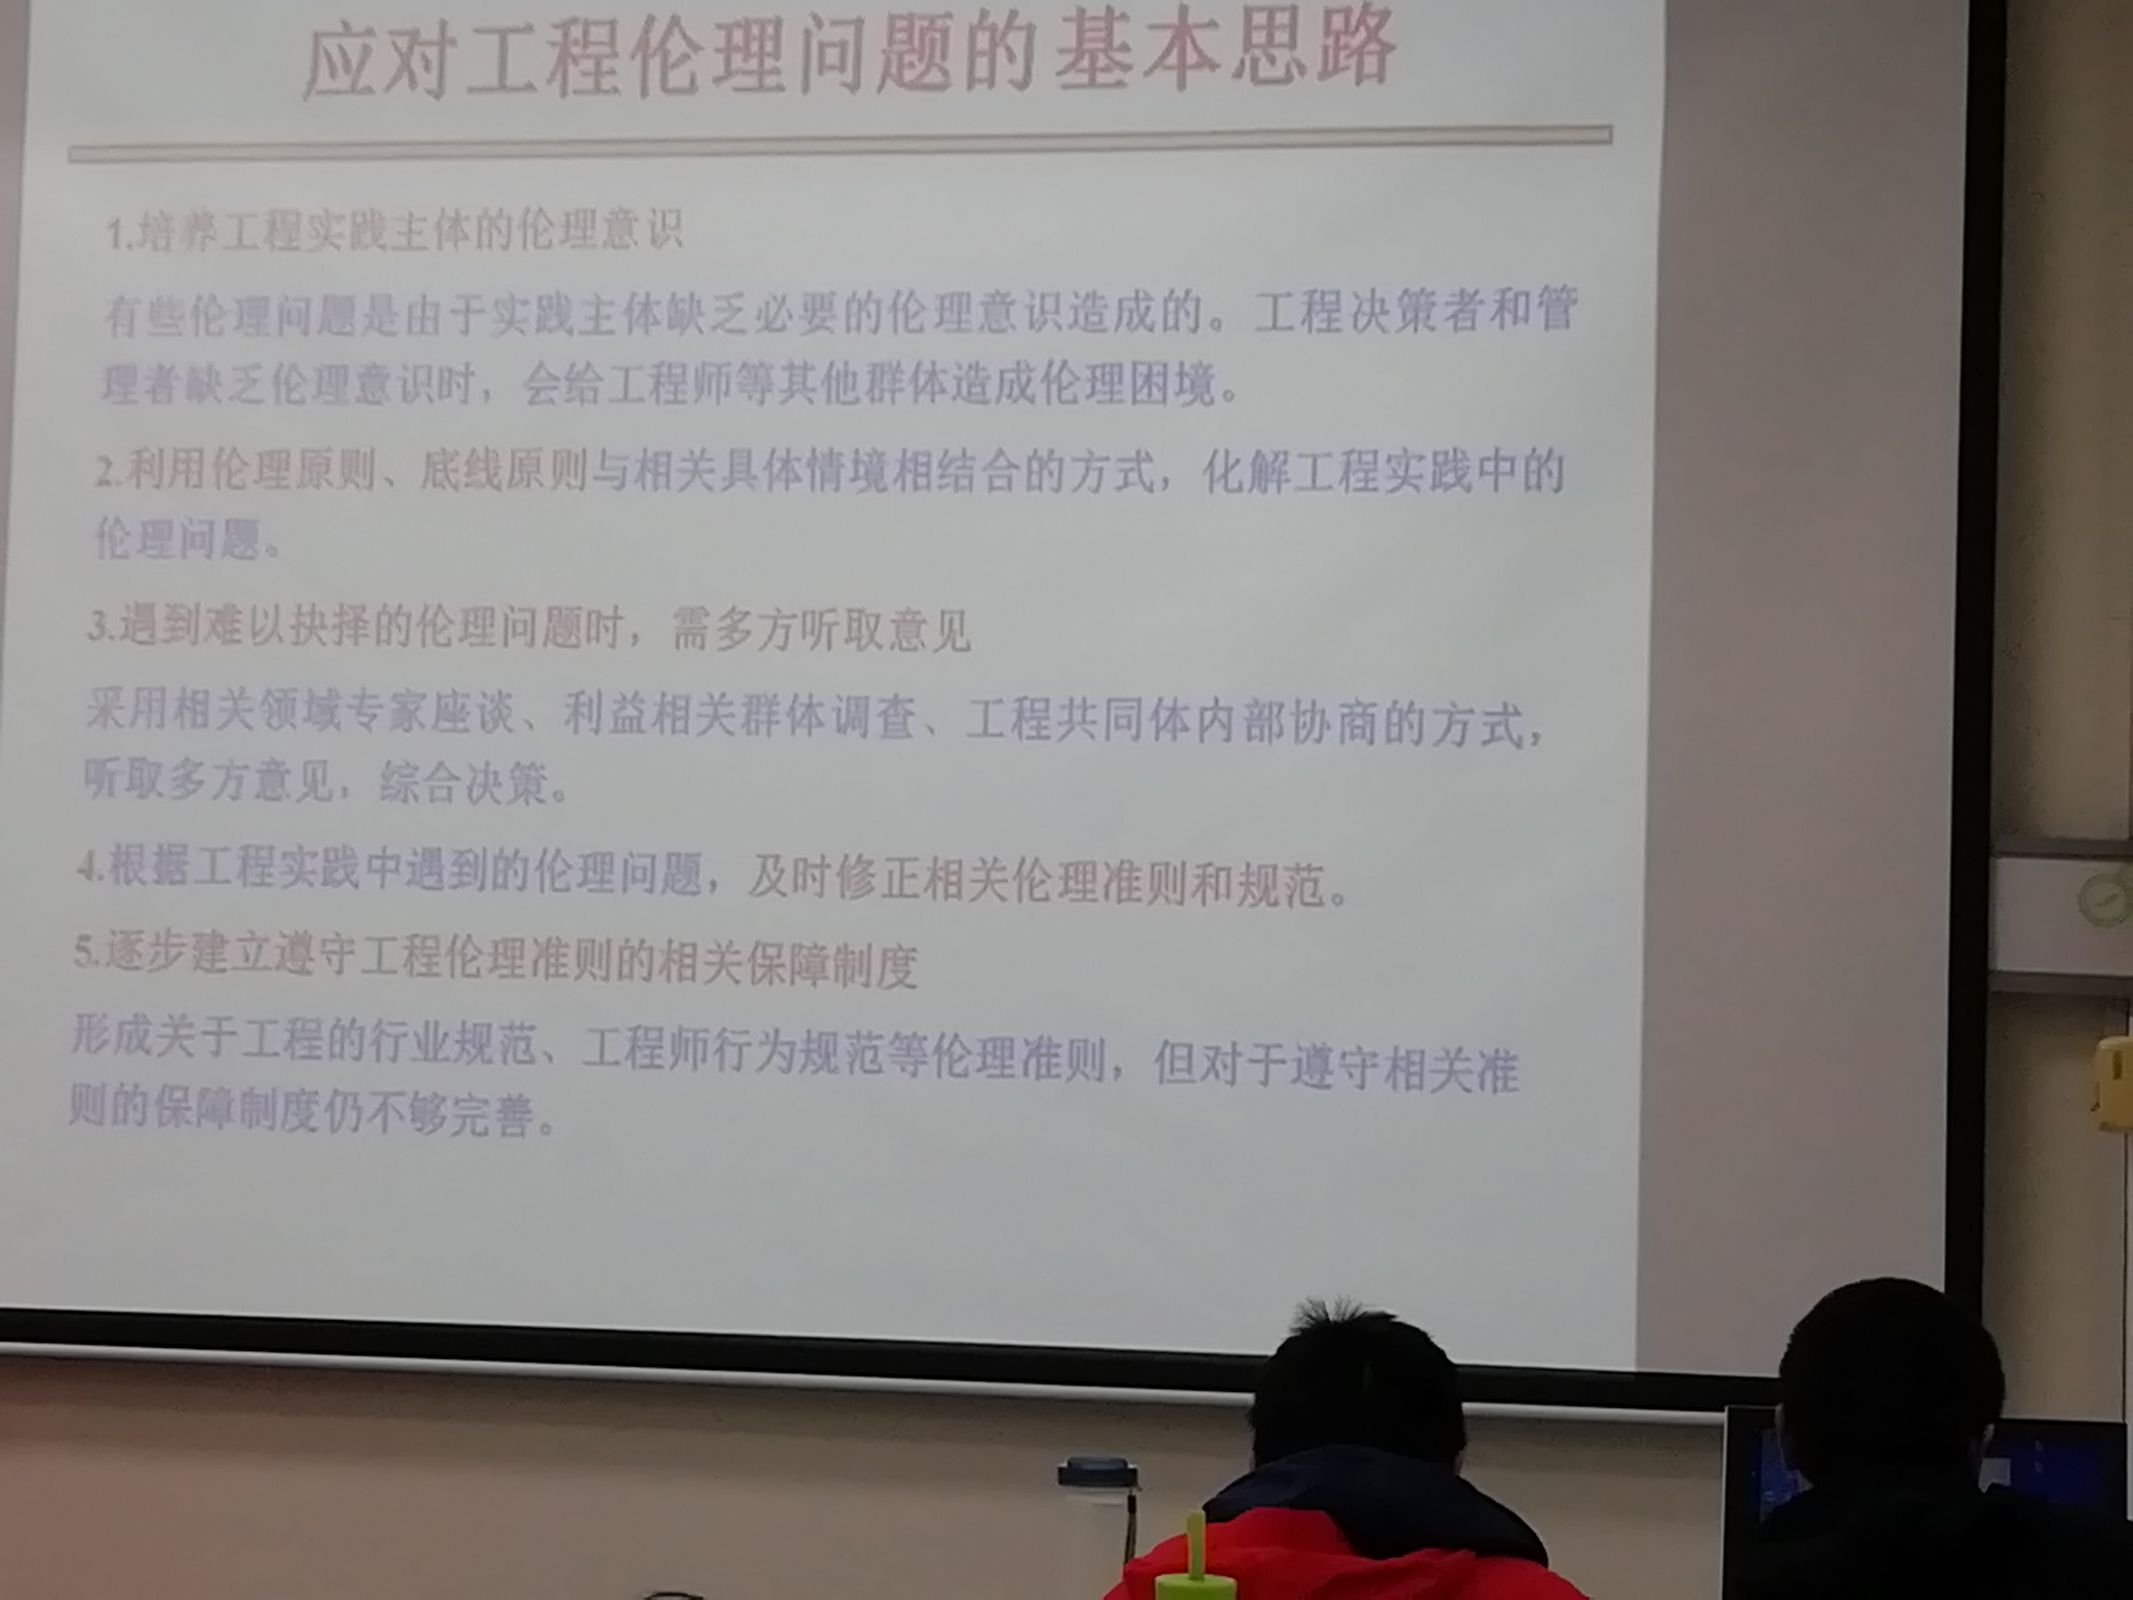 应对工程伦理问题的基本思路
1.培养工程实践主体的伦理意识
有些伦理问题是由于实践主体缺乏必要的伦理意识造成的。工程决策者和管
理者缺乏伦理意识时，会给工程师等其他群体造成伦理困境。
2.利用伦理原则、底线原则与相关具体情境相结合的方式，化解工程实践中的
伦理问题。
3.遇到难以抉择的伦理问题时，需多方听取意见
采用相关领域专家座谈、利益相关群体调查、工程共同体内部协商的方式，
听取多方意见，综合决策。
4.根据工程实践中遇到的伦理问题，及时修正相关伦理准则和规范。
5.逐步建立遵守工程伦理准则的相关保障制度
形成关于工程的行业规范、工程师行为规范等伦理准则，但对于遵守相关准
则的保障制度仍不够完善。